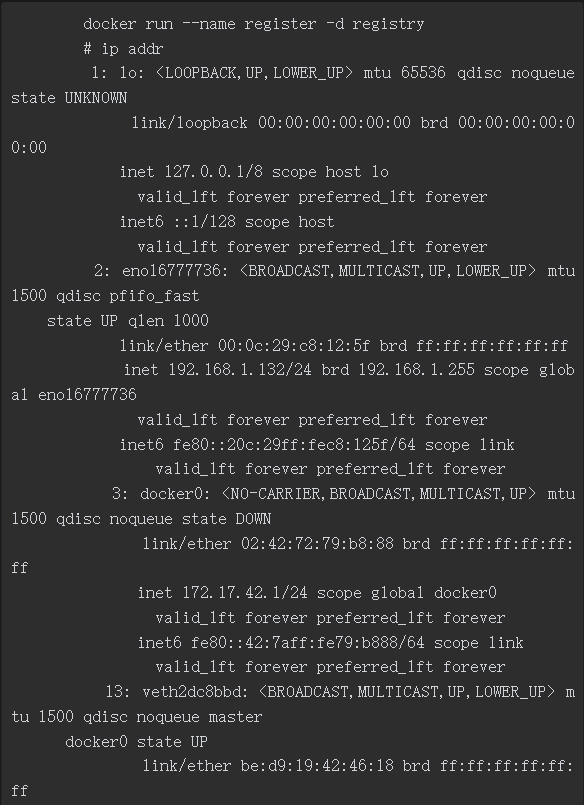 docker run --name register -d registry
# ip addr
1: lo: <LOOPBACK,UP,LOWER_UP> mtu 65536 qdisc noqueue
state UNKNOWN
link/loopback 00:00:00:00:00:00 brd 00:00:00:00:0
0:00
inet 127.0.0.1/8 scope host lo
valid_lft forever preferred_lft forever
inet6 ::1/128 scope host
valid_lft forever preferred_lft forever
2: eno16777736: <BROADCAST,MULTICAST,UP,LOWER_UP> mtu
1500 qdisc pfifo_fast
state UP qlen 1000
link/ether 00:0c:29:c8:12:5f brd ff:ff:ff:ff:ff:ff
inet 192.168.1.132/24 brd 192.168.1.255 scope glob
al eno16777736
valid_lft forever preferred_lft forever
inet6 fe80::20c:29ff:fec8:125f/64 scope link
valid_lft forever preferred_lft forever
3: docker0: <NO-CARRIER,BROADCAST,MULTICAST,UP> mtu
1500 qdisc noqueue state DOWN
link/ether 02:42:72:79:b8:88 brd ff:ff:ff:ff:ff:
ff
inet 172.17.42.1/24 scope global docker0
valid_lft forever preferred_lft forever
inet6 fe80::42:7aff:fe79:b888/64 scope link
valid_lft forever preferred_lft forever
13: veth2dc8bbd: <BROADCAST,MULTICAST,UP,LOWER_UP> m
tu 1500 qdisc noqueue master
docker0 state UP
link/ether be:d9:19:42:46:18 brd ff:ff:ff:ff:ff:
ff